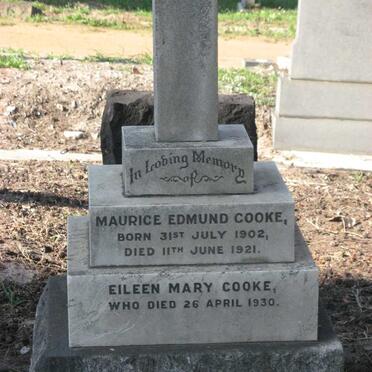 In Loving Memory
OF
MAURICE EDMUND COOKE,
BORN 31ST JULY 1902,
DIED 11TH JUNE 1921.
EILEEN MARY COOKE,
WHO DIED 26 APRIL 1930.